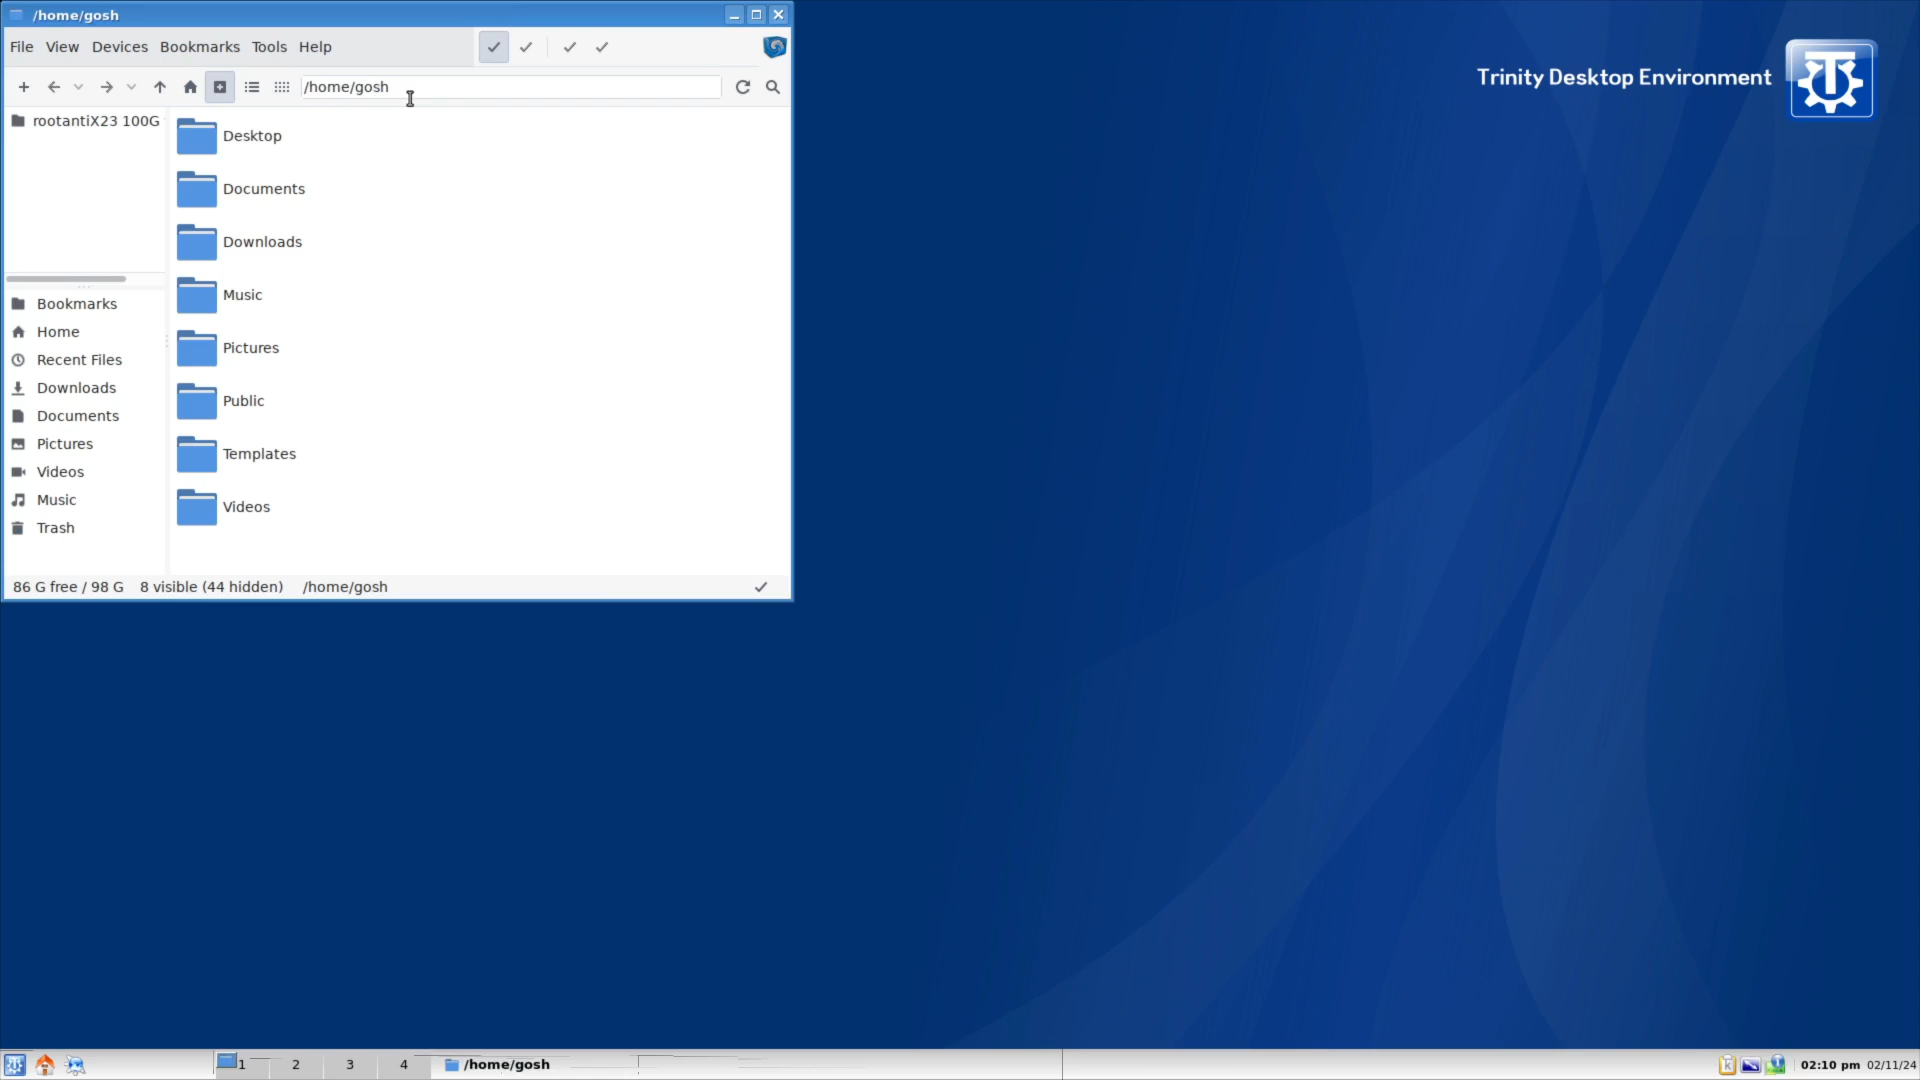 /home/gosh
File View Devices Bookmarks Tools Help
/home/gosh
rootantiX23 100G
Bookmarks
Home
Recent Files
Downloads
Documents
Pictures
Videos
Music
Trash
Desktop
Documents
Downloads
Music
Pictures
Public
Templates
Videos
86 G free / 98 G 8 visible (44 hidden) /home/gosh
Trinity Desktop Environment
1 2 3 4 /home/gosh 02:10 pm 02/11/24